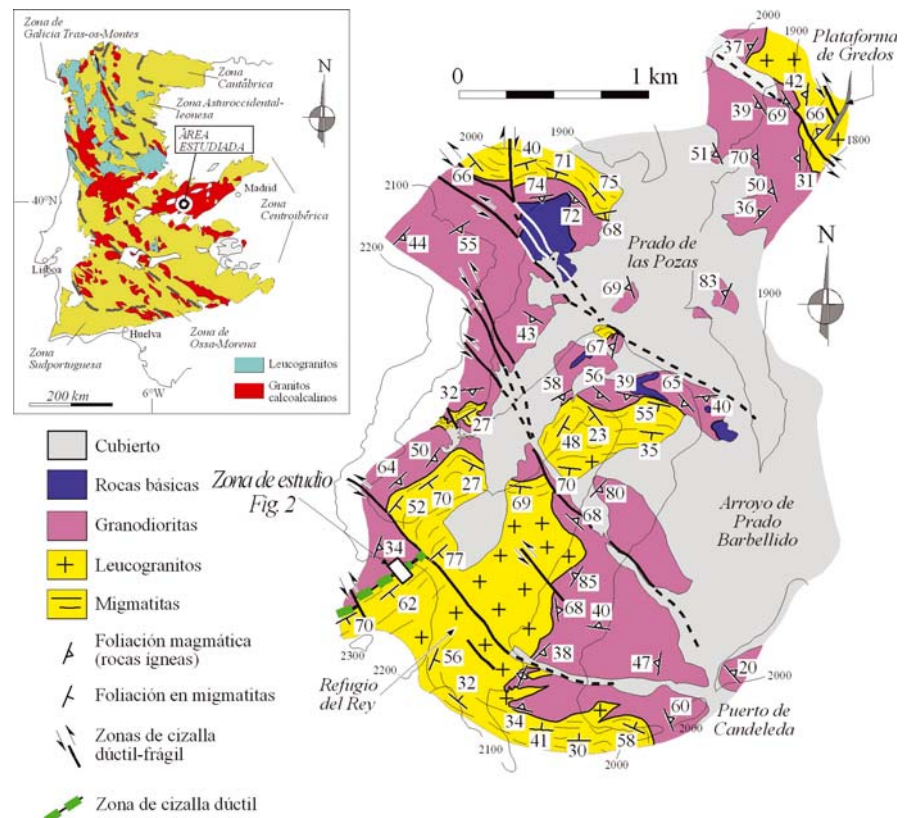 Zona de
Galicia Tras-os-Montes
Zona
Cantábrica
Zona Asturoccidental-
leonesa
ÁREA
ESTUDIADA
N
40°N
Madrid
Zona
Centroibérica
Lisboa
Huelva
Zona de
Ossa-Morena
Zona
Sudportuguesa
6°W
200 km
Leucogranitos
Granitos
calcoalcalinos
0 1 km
Plataforma
de Gredos
2000
1900
37
42
39
69
66
1800
51
70
31
50
36
2000
1900
40
71
66
74
75
2100
72
68
2200
44
55
Prado de
las Pozas
N
69
83
1900
43
67
58
56
39
65
40
32
27
55
48
23
35
50
64
27
70
70
52
69
80
68
Arroyo de
Prado
Barbellido
Zona de estudio
Fig. 2
34
77
62
85
68
40
70
2300
2200
56
38
47
20
2000
Refugio
del Rey
32
60
2000
Puerto de
Candeleda
34
2100
41
30
58
2000
Cubierto
Rocas básicas
Granodioritas
Leucogranitos
Migmatitas
Foliación magmática
(rocas ígneas)
Foliación en migmatitas
Zonas de cizalla
dúctil-frágil
Zona de cizalla dúctil